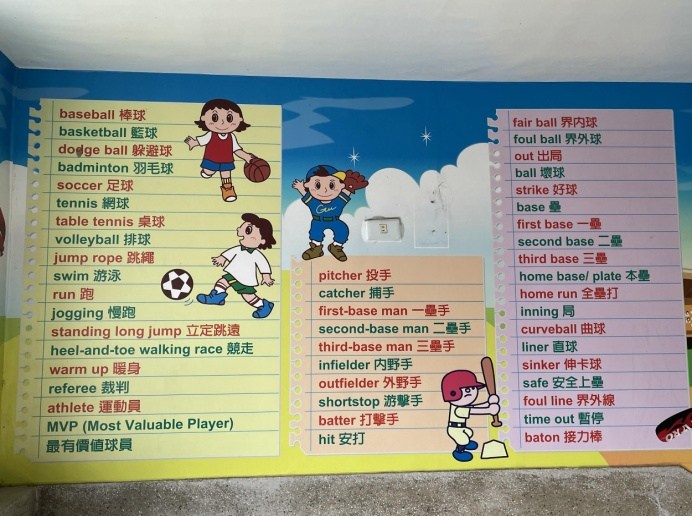 baseball 棒球
basketball 籃球
dodge ball 躲避球
badminton 羽毛球
soccer 足球
tennis 網球
table tennis 桌球
volleyball 排球
jump rope 跳繩
swim 游泳
run 跑
jogging 慢跑
standing long jump 立定跳遠
heel-and-toe walking race 競走
warm up 暖身
referee 裁判
athlete 運動員
MVP (Most Valuable Player)
最有價值球員
pitcher 投手
catcher 捕手
first-base man 一壘手
second-base man 二壘手
third-base man 三壘手
infielder 內野手
outfielder 外野手
shortstop 游擊手
batter 打擊手
hit 安打
fair ball 界內球
foul ball 界外球
out 出局
ball 壞球
strike 好球
base 壘
first base 一壘
second base 二壘
third base 三壘
home base/ plate 本壘
home run 全壘打
inning 局
curveball 曲球
liner 直球
sinker 伸卡球
safe 安全上壘
foul line 界外線
time out 暫停
baton 接力棒